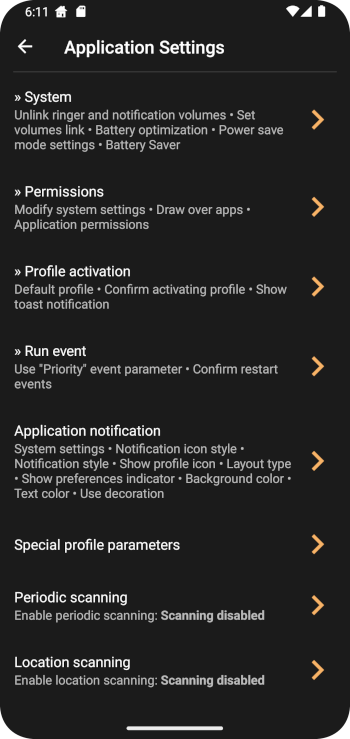 6:11
Application Settings
» System
Unlink ringer and notification volumes • Set
volumes link • Battery optimization • Power save
mode settings • Battery Saver
» Permissions
Modify system settings • Draw over apps •
Application permissions
» Profile activation
Default profile • Confirm activating profile • Show
toast notification
» Run event
Use "Priority" event parameter • Confirm restart
events
Application notification
System settings • Notification icon style •
Notification style • Show profile icon • Layout type
• Show preferences indicator • Background color •
Text color • Use decoration
Special profile parameters
Periodic scanning
Enable periodic scanning: Scanning disabled
Location scanning
Enable location scanning: Scanning disabled